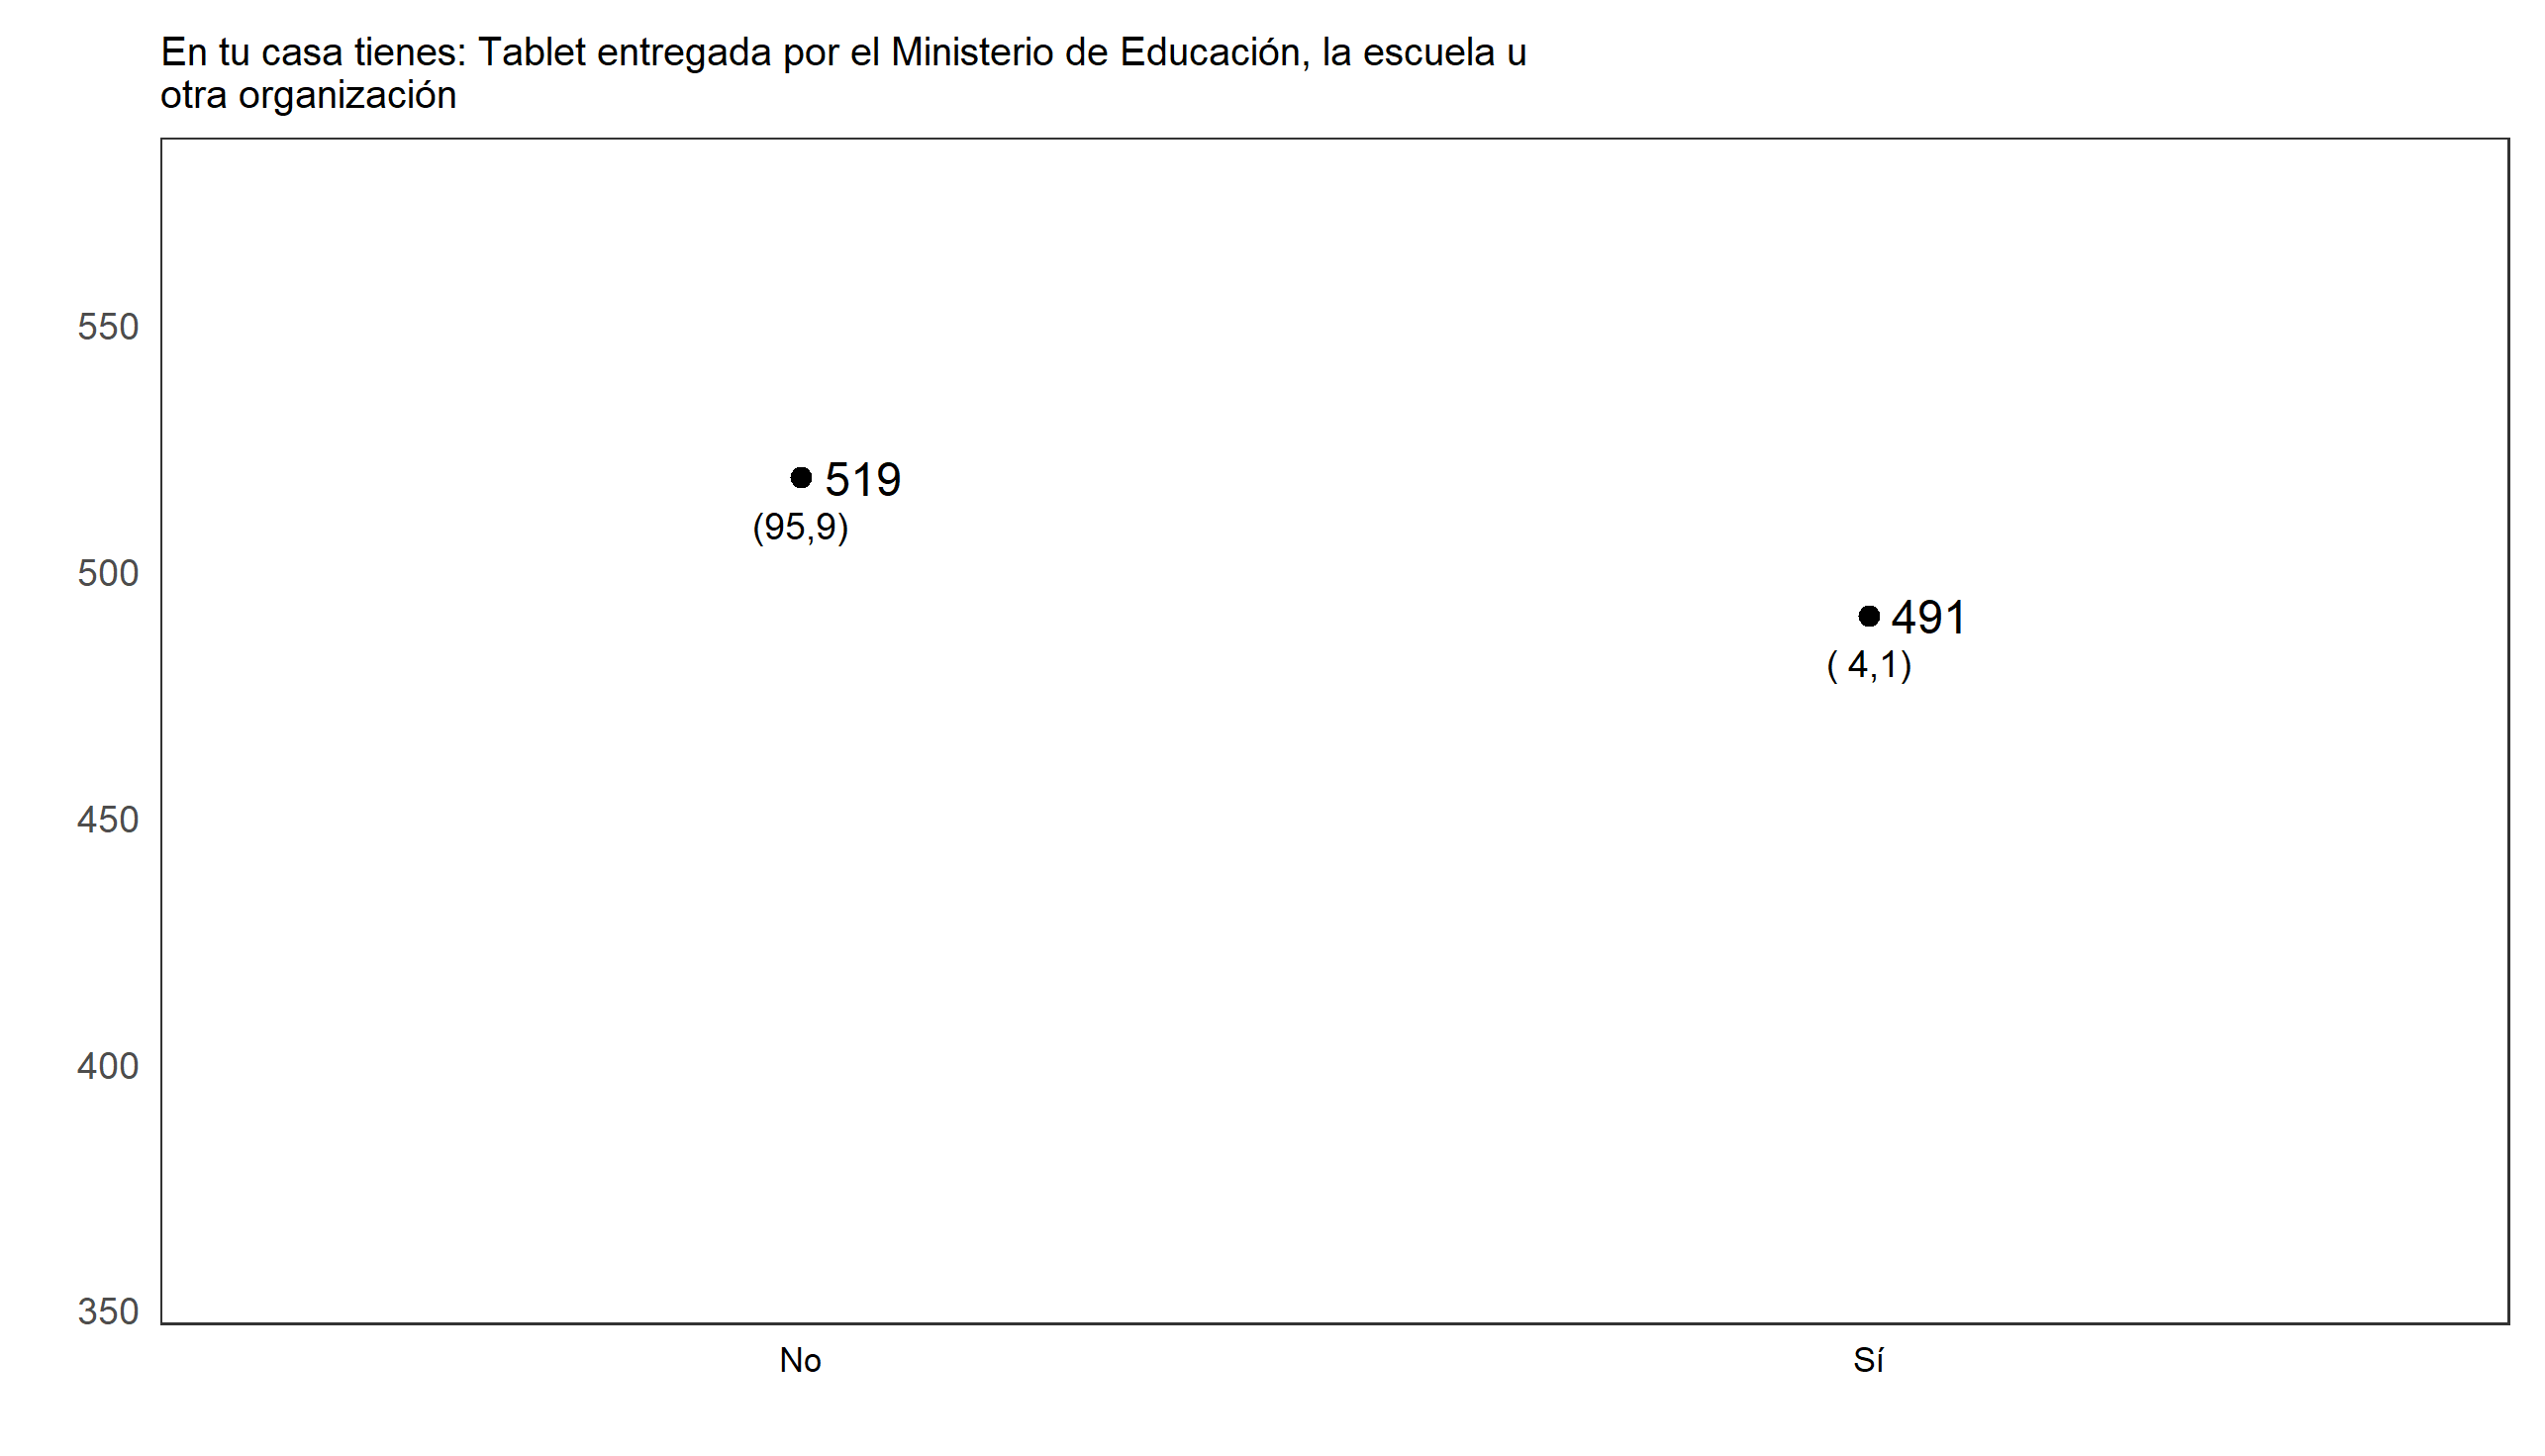 En tu casa tienes: Tablet entregada por el Ministerio de Educación, la escuela u
otra organización
550
519
(95,9)
500
491
( 4,1)
450
400
350
No
Sí